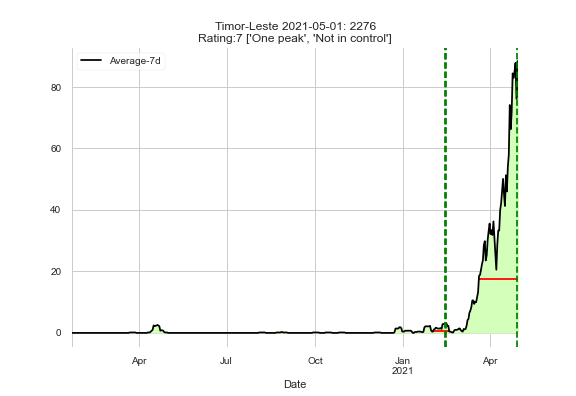 Timor-Leste 2021-05-01: 2276
Rating:7 ['One peak', 'Not in control']
Average-7d
80
60
40
20
0
Apr
Jul
Oct
Jan
2021
Apr
Date